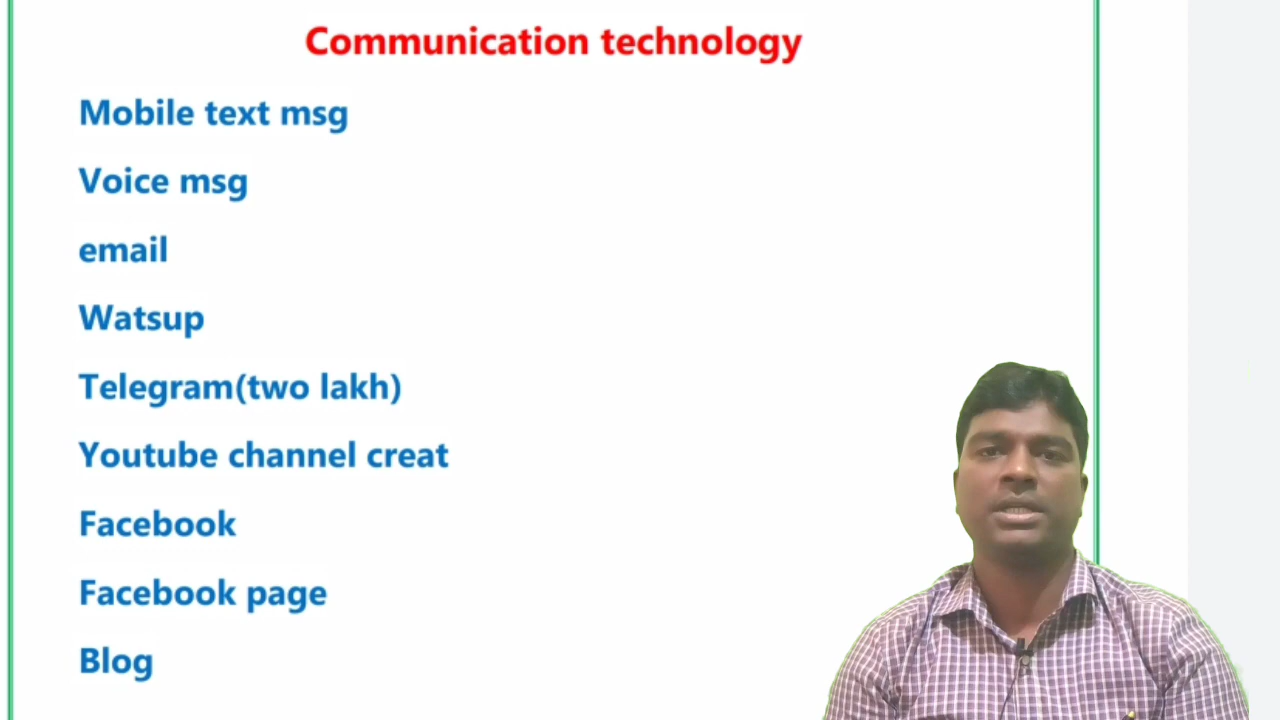 Communication technology
Mobile text msg
Voice msg
email
Watsup
Telegram(two lakh)
Youtube channel creat
Facebook
Facebook page
Blog